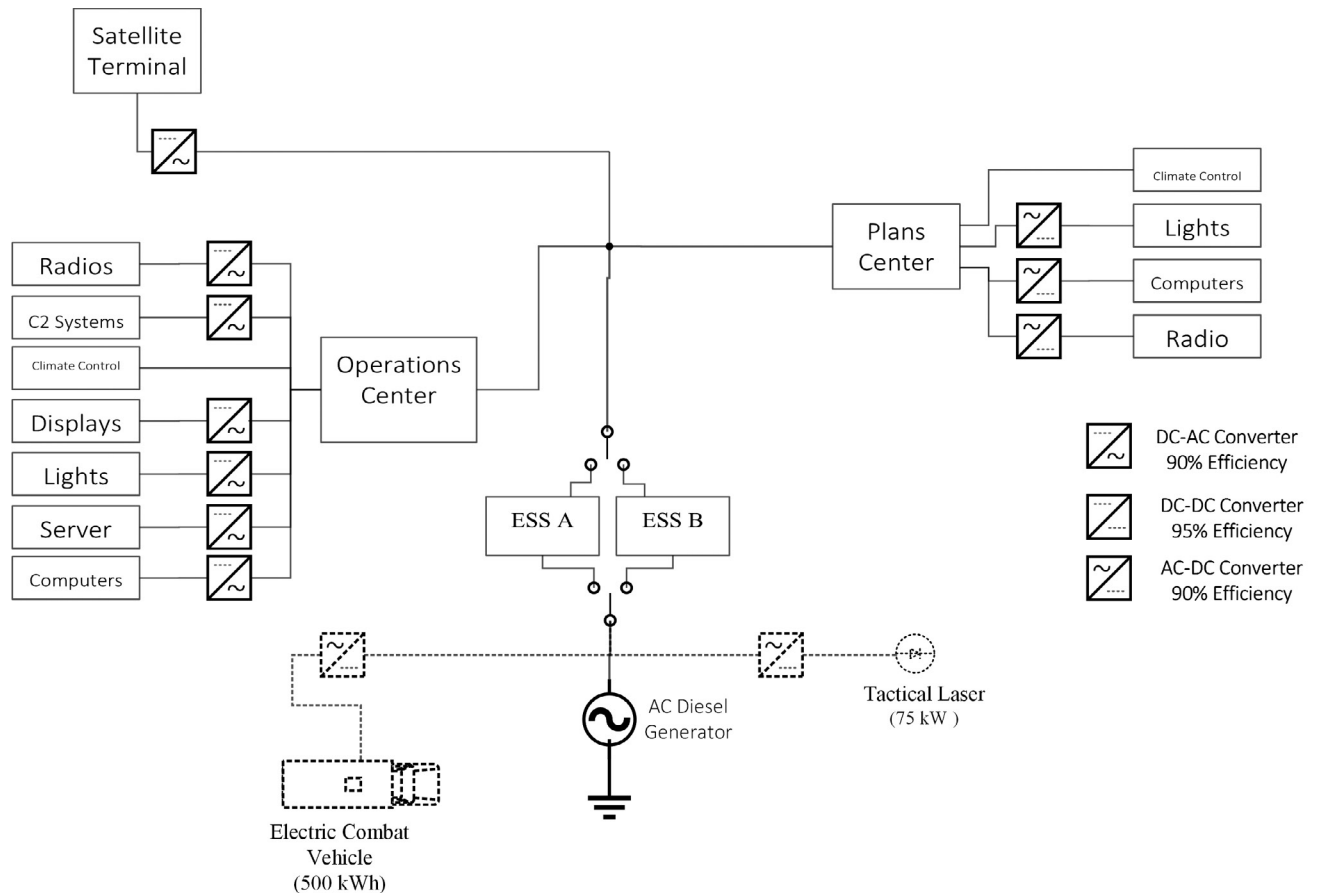 Satellite
Terminal
Radios
C2 Systems
Climate Control
Displays
Lights
Server
Computers
Operations
Center
Plans
Center
Climate Control
Lights
Computers
Radio
ESS A
ESS B
DC-AC Converter
90% Efficiency
DC-DC Converter
95% Efficiency
AC-DC Converter
90% Efficiency
AC Diesel
Generator
Tactical Laser
(75 kW )
Electric Combat
Vehicle
(500 kWh)